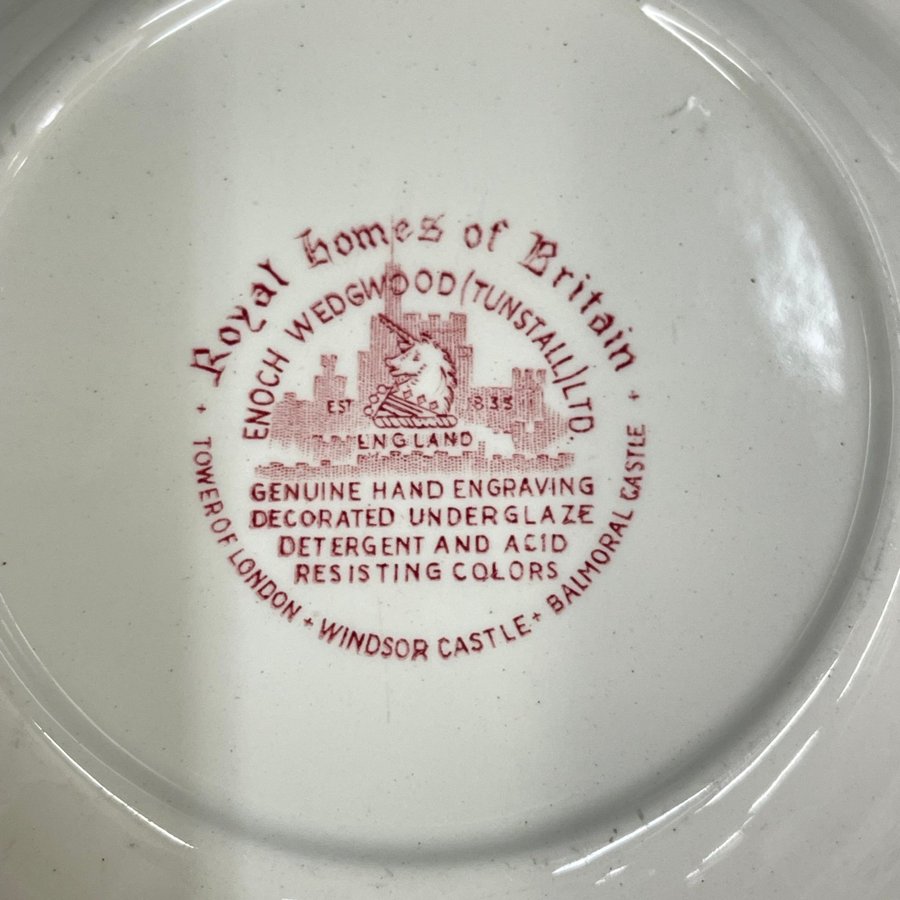 Royal Homes of Britain
ENOCH WEDGWOOD (TUNSTALL) LTD
EST 1835
ENGLAND
GENUINE HAND ENGRAVING
DECORATED UNDERGLAZE
DETERGENT AND ACID
RESISTING COLORS
+ TOWER OF LONDON + WINDSOR CASTLE + BALMORAL CASTLE +